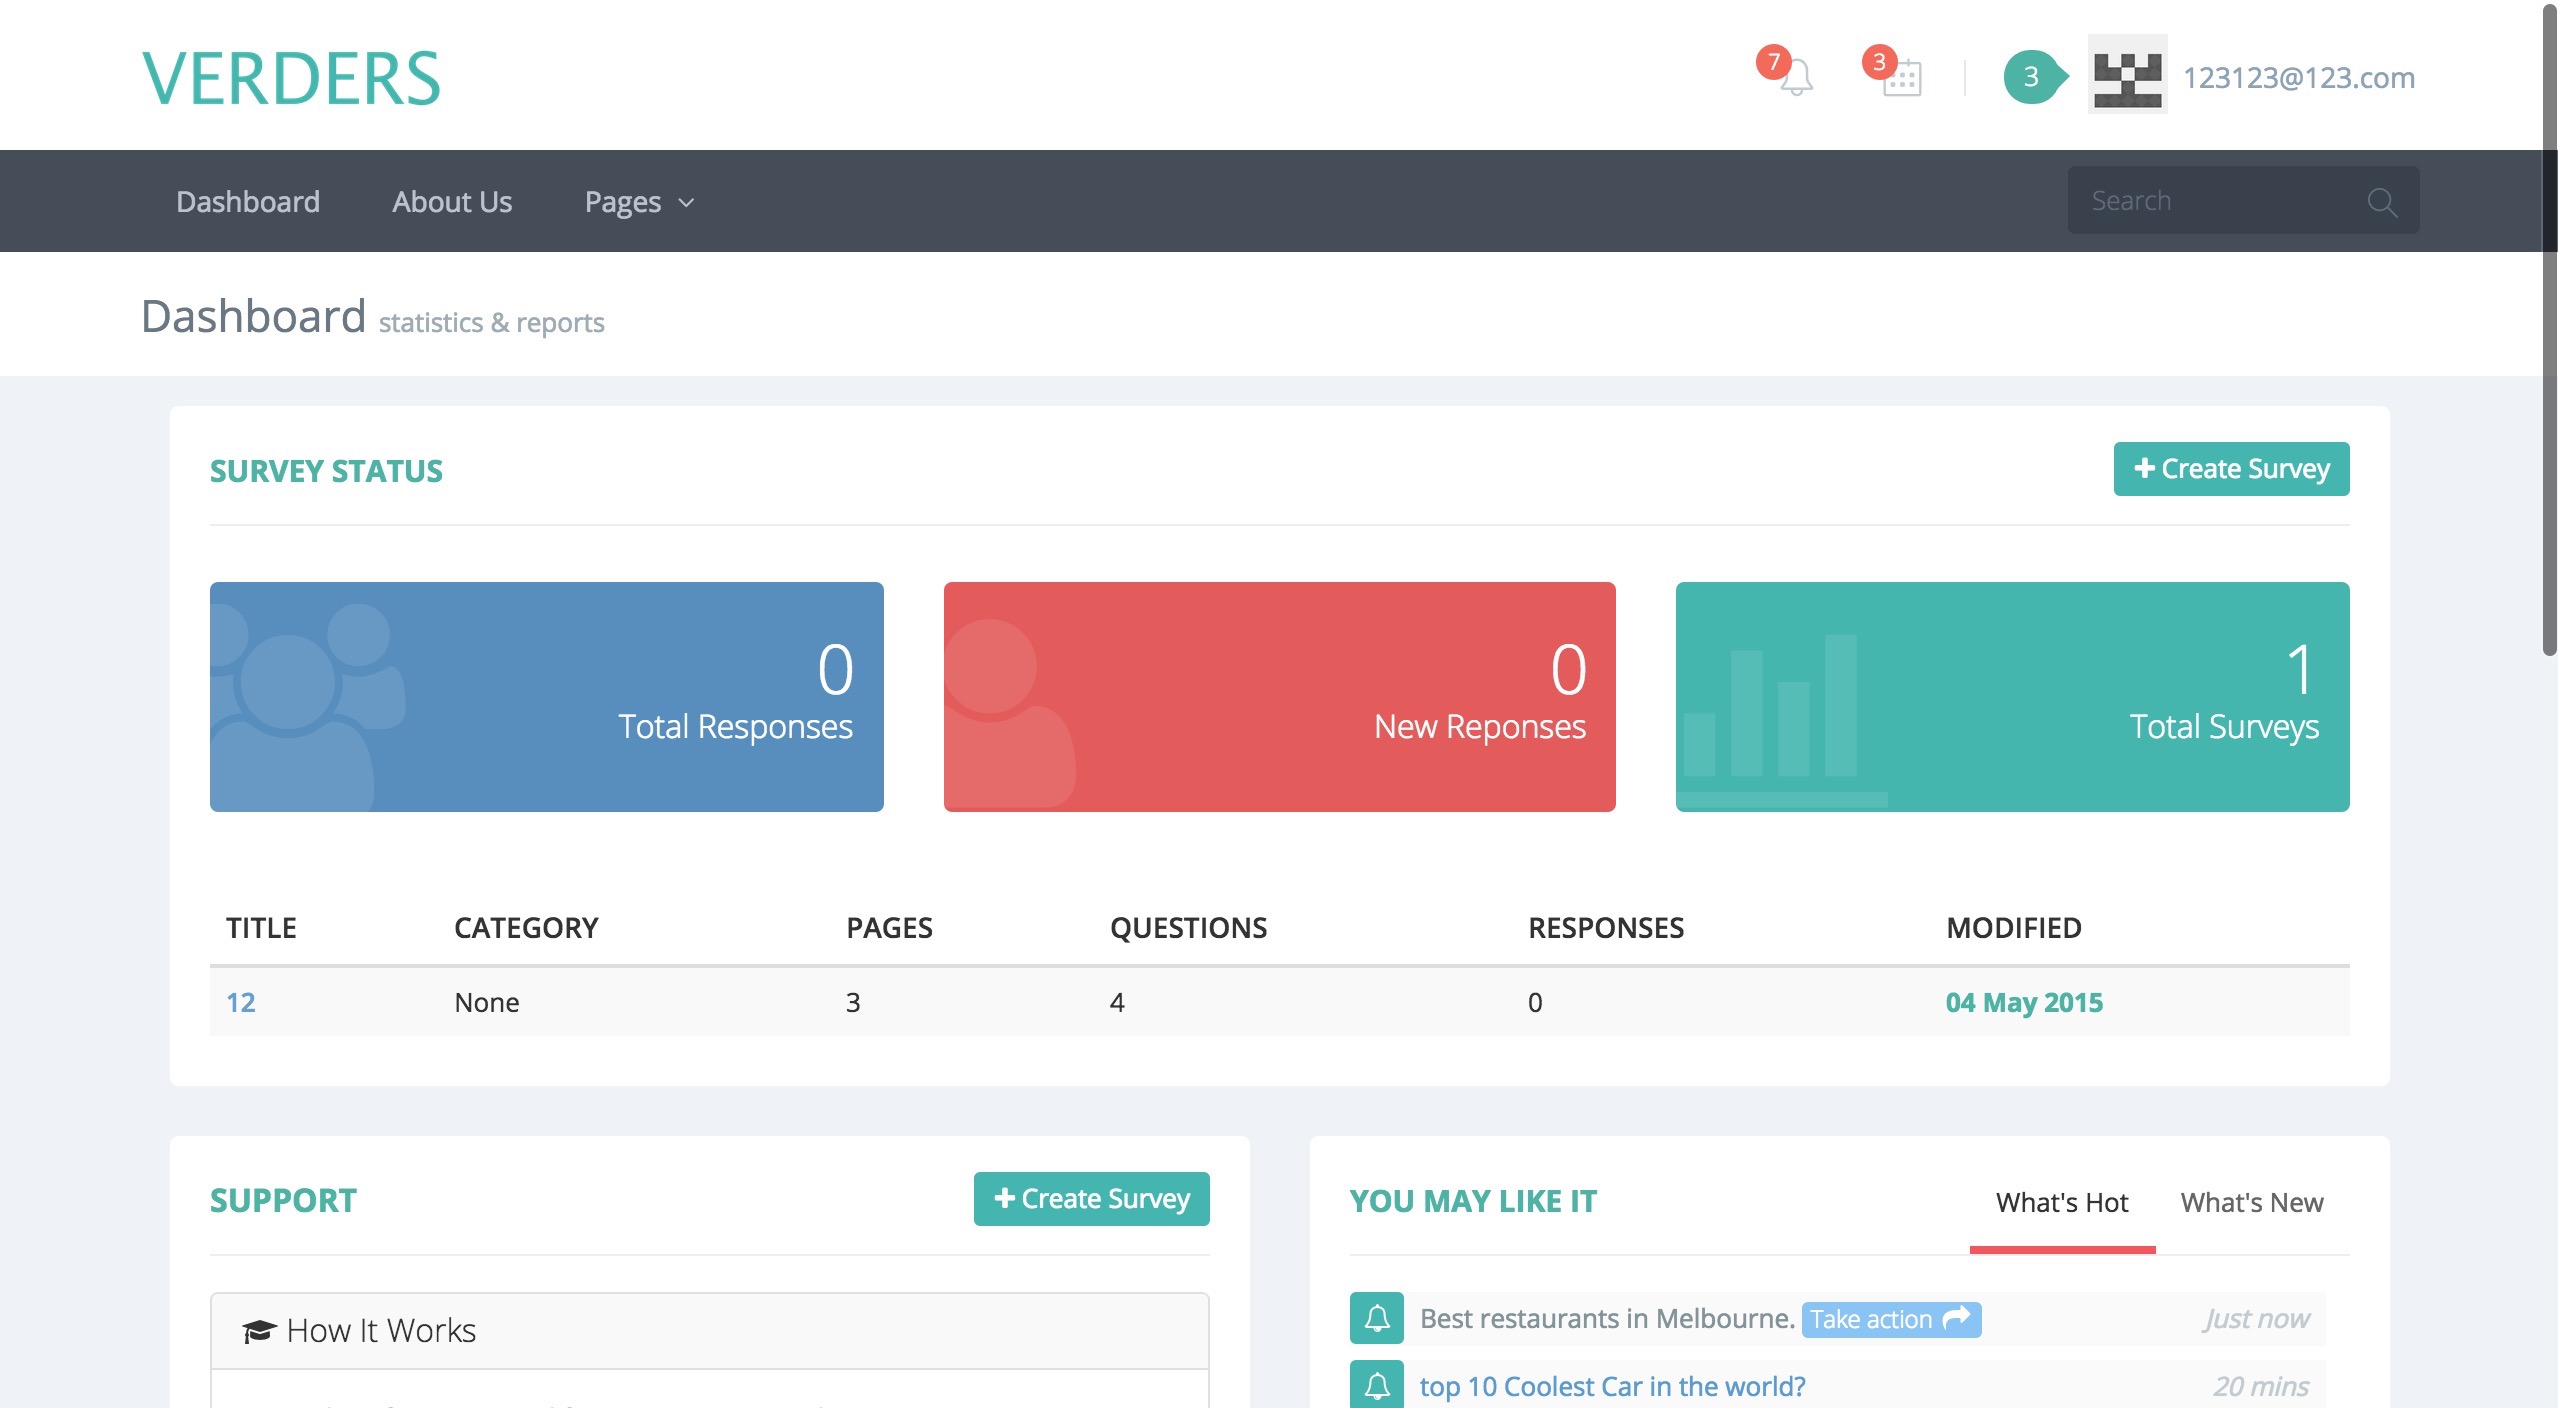 VERDERS
7
3
3
123123@123.com
Dashboard
About Us
Pages
Search
Dashboard statistics & reports
SURVEY STATUS
Create Survey
0
Total Responses
0
New Reponses
1
Total Surveys
TITLE CATEGORY PAGES QUESTIONS RESPONSES MODIFIED
12 None 3 4 0 04 May 2015
SUPPORT
Create Survey
How It Works
YOU MAY LIKE IT
What's Hot
What's New
Best restaurants in Melbourne. Take action Just now
top 10 Coolest Car in the world? 20 mins